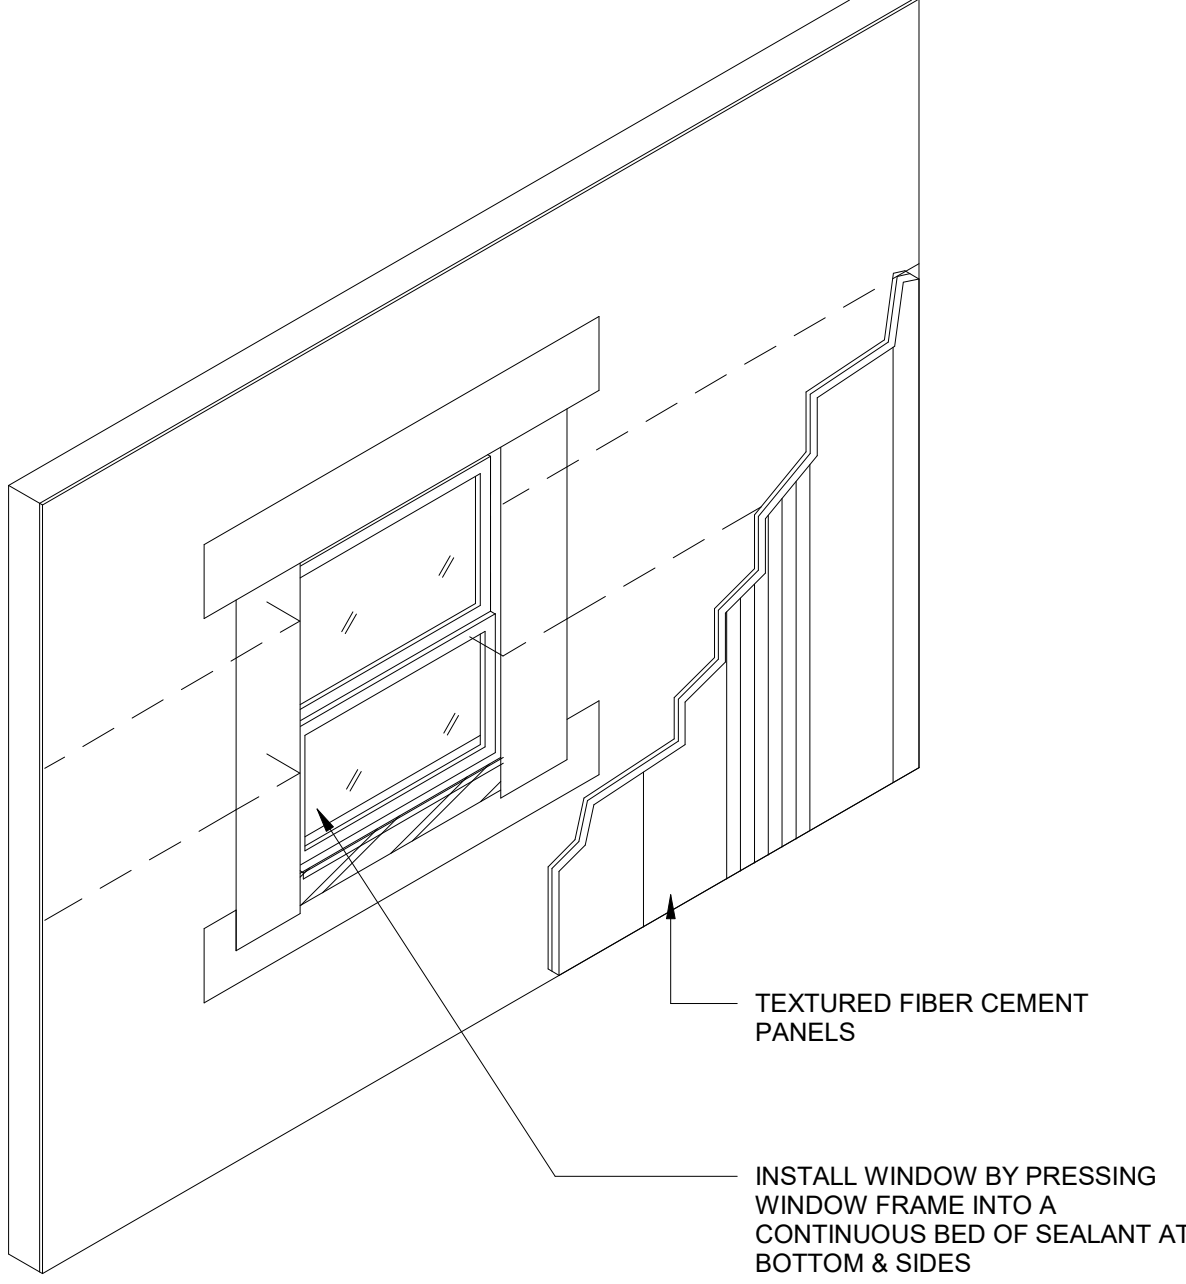 TEXTURED FIBER CEMENT
PANELS
INSTALL WINDOW BY PRESSING
WINDOW FRAME INTO A
CONTINUOUS BED OF SEALANT AT
BOTTOM & SIDES